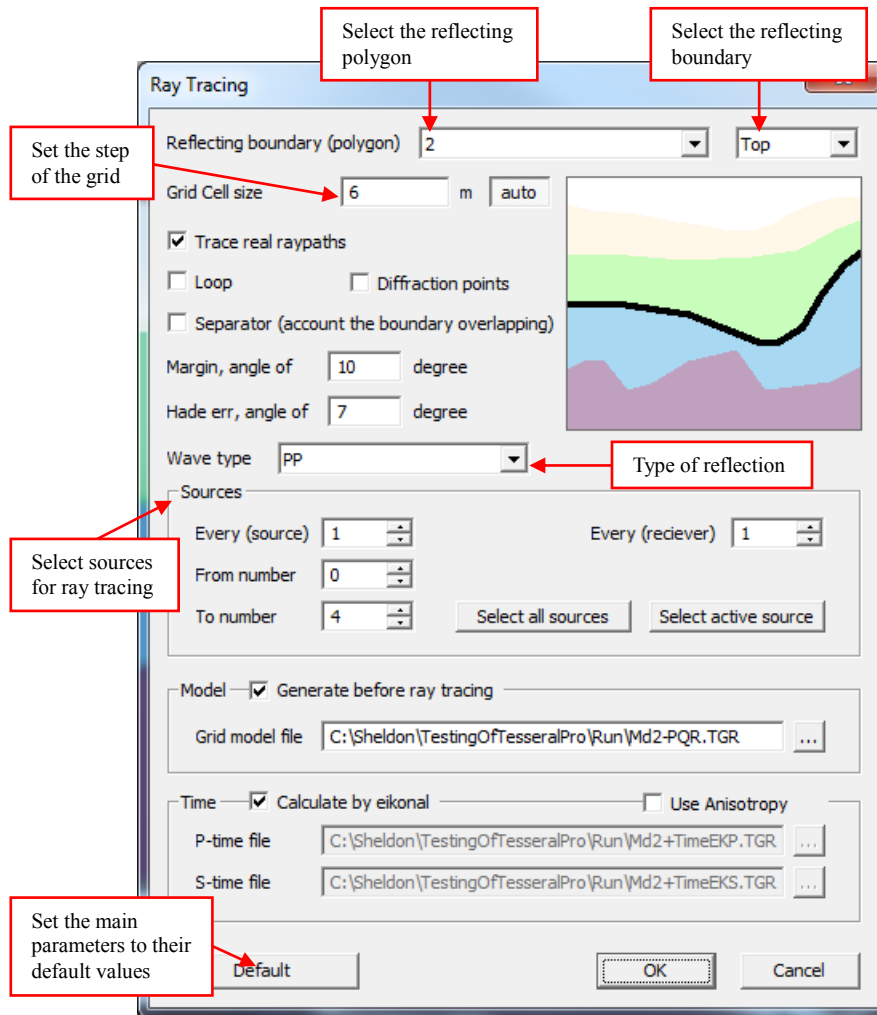 Select the reflecting
polygon
Select the reflecting
boundary
Ray Tracing
Reflecting boundary (polygon) 2 Top
Set the step
of the grid
Grid Cell size 6 m auto
Trace real raypaths
Loop Diffraction points
Separator (account the boundary overlapping)
Margin, angle of 10 degree
Hade err, angle of 7 degree
Wave type PP
Type of reflection
Sources
Every (source) 1 Every (reciever) 1
Select sources
for ray tracing
From number 0
To number 4 Select all sources Select active source
Model Generate before ray tracing
Grid model file C:\Sheldon\TestingOfTesseralPro\Run\Md2-PQR.TGR ...
Time Calculate by eikonal Use Anisotropy
P-time file C:\Sheldon\TestingOfTesseralPro\Run\Md2+TimeEKP.TGR ...
S-time file C:\Sheldon\TestingOfTesseralPro\Run\Md2+TimeEKS.TGR ...
Set the main
parameters to their
default values
Default OK Cancel